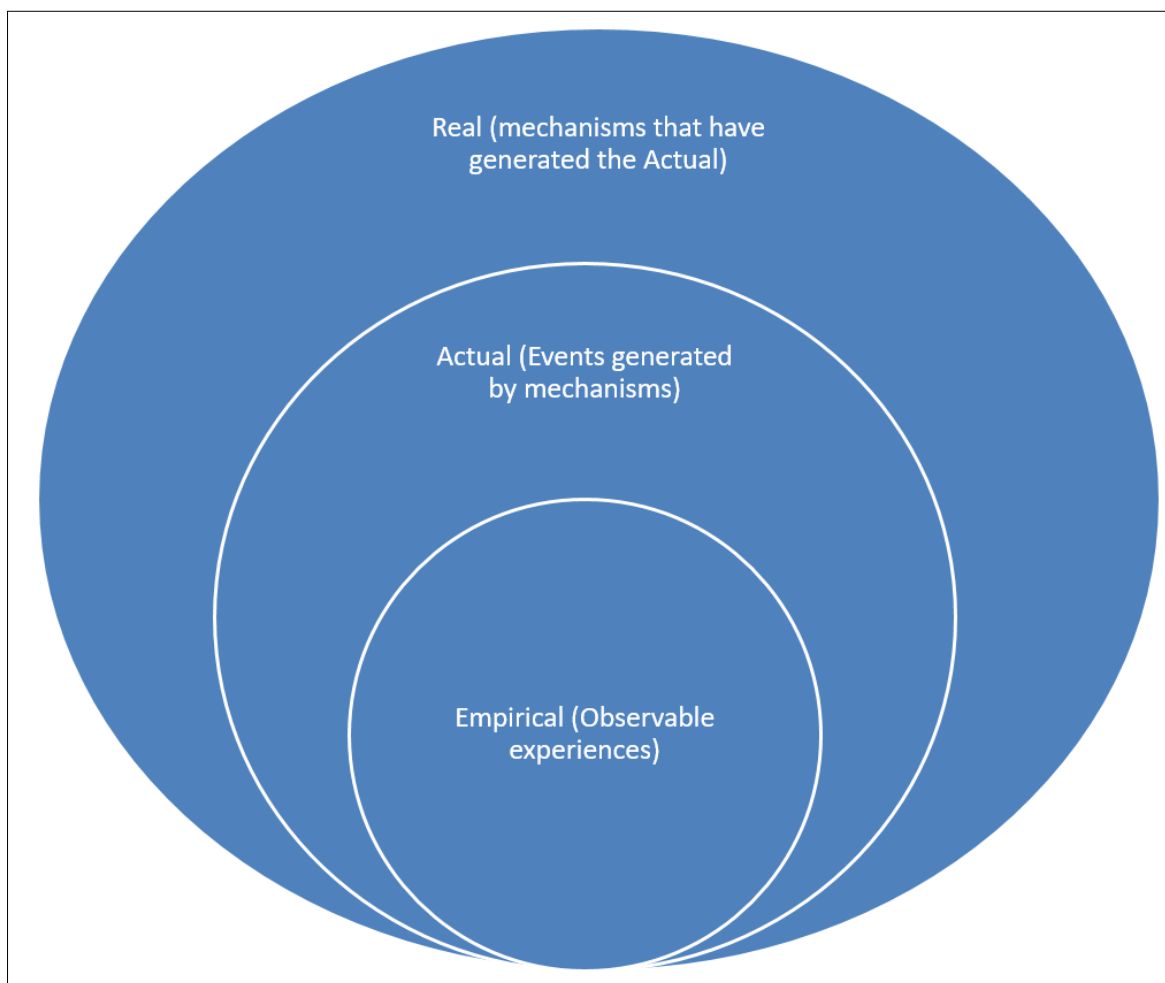 Real (mechanisms that have
generated the Actual)
Actual (Events generated
by mechanisms)
Empirical (Observable
experiences)